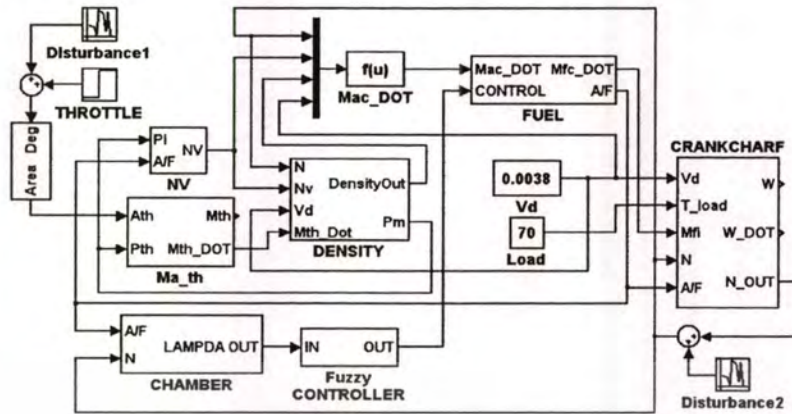 Disturbance1
THROTTLE
Area Deg
PI
A/F
NV
NV
Ath
Pth
Mth
Mth_DOT
Ma_th
f(u)
Mac_DOT
Mac_DOT
CONTROL
Mfc_DOT
A/F
FUEL
N
Nv
Vd
Mth_Dot
DensityOut
Pm
DENSITY
0.0038
Vd
70
Load
CRANKCHARF
Vd
T_load
Mfi
N
A/F
W
W_DOT
N_OUT
A/F
N
LAMPDA OUT
CHAMBER
IN
OUT
Fuzzy
CONTROLLER
Disturbance2